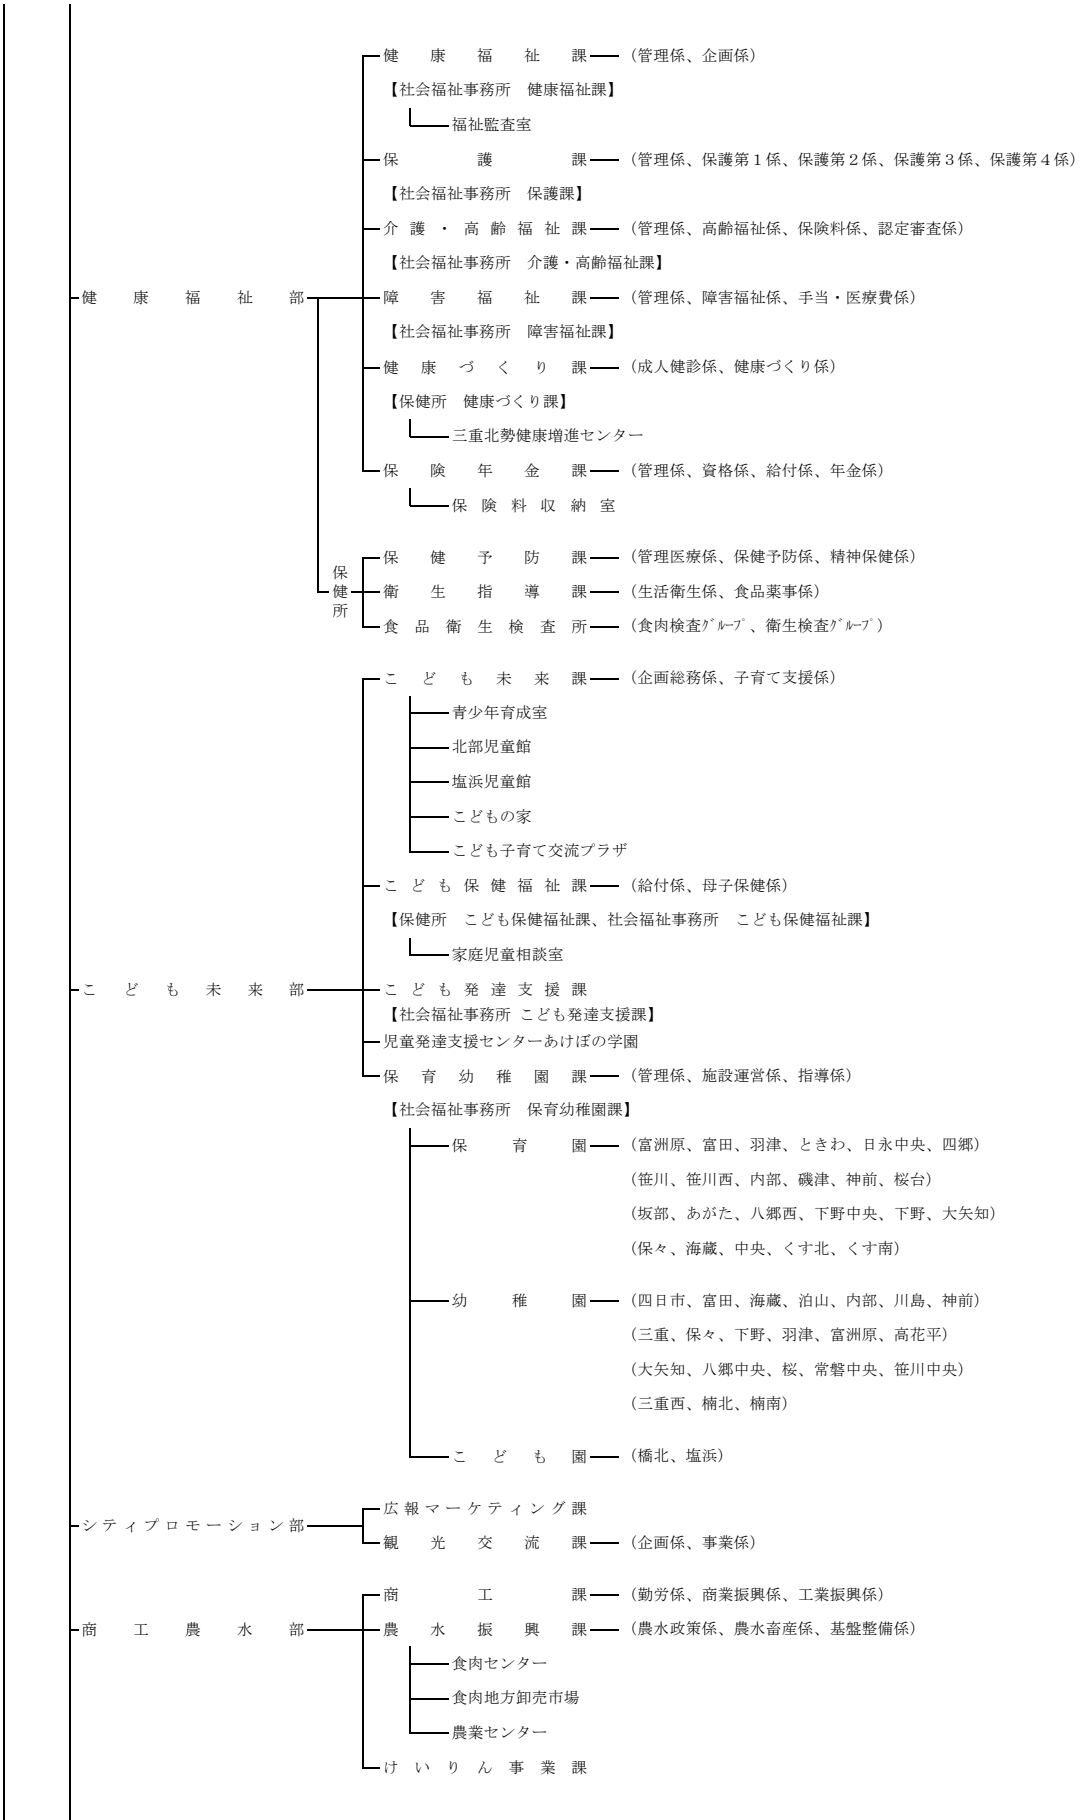 健康福祉課 (管理係、企画係)
【社会福祉事務所 健康福祉課】
福祉監査室
保護課 (管理係、保護第1係、保護第2係、保護第3係、保護第4係)
【社会福祉事務所 保護課】
介護・高齢福祉課 (管理係、高齢福祉係、保険料係、認定審査係)
【社会福祉事務所 介護・高齢福祉課】
健康福祉部 障害福祉課 (管理係、障害福祉係、手当・医療費係)
【社会福祉事務所 障害福祉課】
健康づくり課 (成人健診係、健康づくり係)
【保健所 健康づくり課】
三重北勢健康増進センター
保険年金課 (管理係、資格係、給付係、年金係)
保険料収納室
保健予防課 (管理医療係、保健予防係、精神保健係)
保健所 衛生指導課 (生活衛生係、食品薬事係)
食品衛生検査所 (食肉検査ｸﾞﾙｰﾌﾟ、衛生検査ｸﾞﾙｰﾌﾟ)
こども未来課 (企画総務係、子育て支援係)
青少年育成室
北部児童館
塩浜児童館
こどもの家
こども子育て交流プラザ
こども保健福祉課 (給付係、母子保健係)
【保健所 こども保健福祉課、社会福祉事務所 こども保健福祉課】
家庭児童相談室
こども未来部 こども発達支援課
【社会福祉事務所 こども発達支援課】
児童発達支援センターあけぼの学園
保育幼稚園課 (管理係、施設運営係、指導係)
【社会福祉事務所 保育幼稚園課】
保育園 (富洲原、富田、羽津、ときわ、日永中央、四郷)
(笹川、笹川西、内部、磯津、神前、桜台)
(坂部、あがた、八郷西、下野中央、下野、大矢知)
(保々、海蔵、中央、くす北、くす南)
幼稚園 (四日市、富田、海蔵、泊山、内部、川島、神前)
(三重、保々、下野、羽津、富洲原、高花平)
(大矢知、八郷中央、桜、常磐中央、笹川中央)
(三重西、楠北、楠南)
こども園 (橋北、塩浜)
広報マーケティング課
シティプロモーション部
観光交流課 (企画係、事業係)
商工課 (勤労係、商業振興係、工業振興係)
商工農水部 農水振興課 (農水政策係、農水畜産係、基盤整備係)
食肉センター
食肉地方卸売市場
農業センター
けいりん事業課